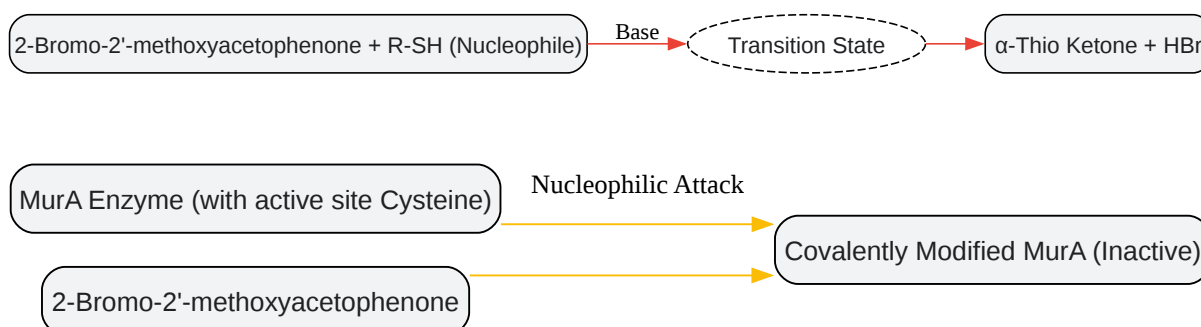 2-Bromo-2'-methoxyacetophenone + R-SH (Nucleophile)
Base
Transition State
α-Thio Ketone + HBr
MurA Enzyme (with active site Cysteine)
Nucleophilic Attack
Covalently Modified MurA (Inactive)
2-Bromo-2'-methoxyacetophenone